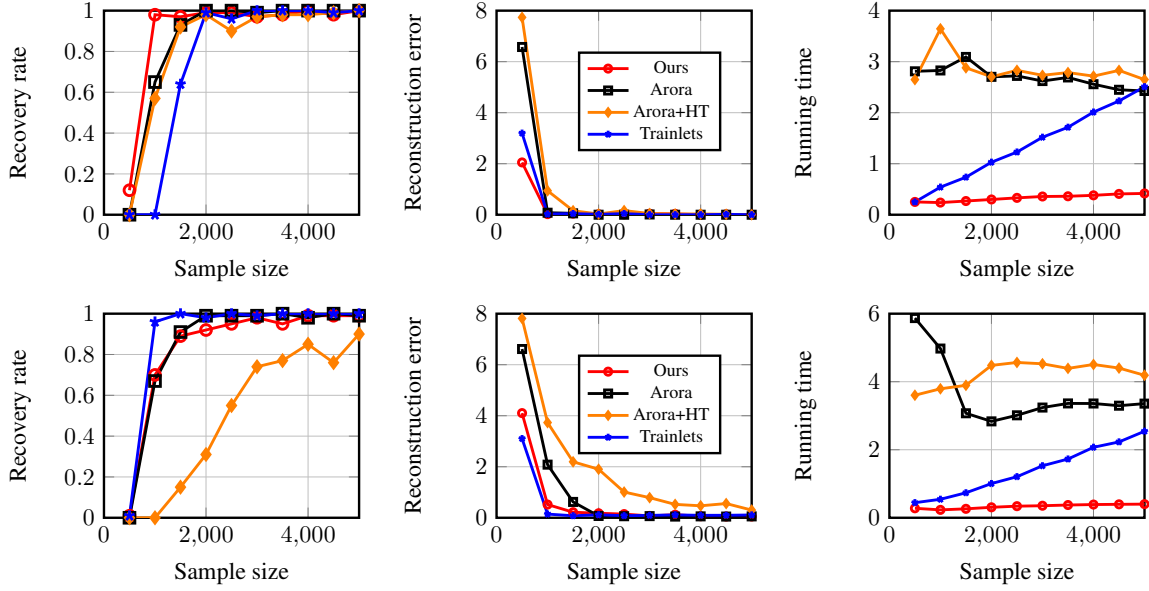 Recovery rate
1
0.8
0.6
0.4
0.2
0
0
2,000
4,000
Sample size
Reconstruction error
8
6
4
2
0
0
2,000
4,000
Sample size
Ours
Arora
Arora+HT
Trainlets
Running time
4
3
2
1
0
0
2,000
4,000
Sample size
Recovery rate
1
0.8
0.6
0.4
0.2
0
0
2,000
4,000
Sample size
Reconstruction error
8
6
4
2
0
0
2,000
4,000
Sample size
Ours
Arora
Arora+HT
Trainlets
Running time
6
4
2
0
0
2,000
4,000
Sample size